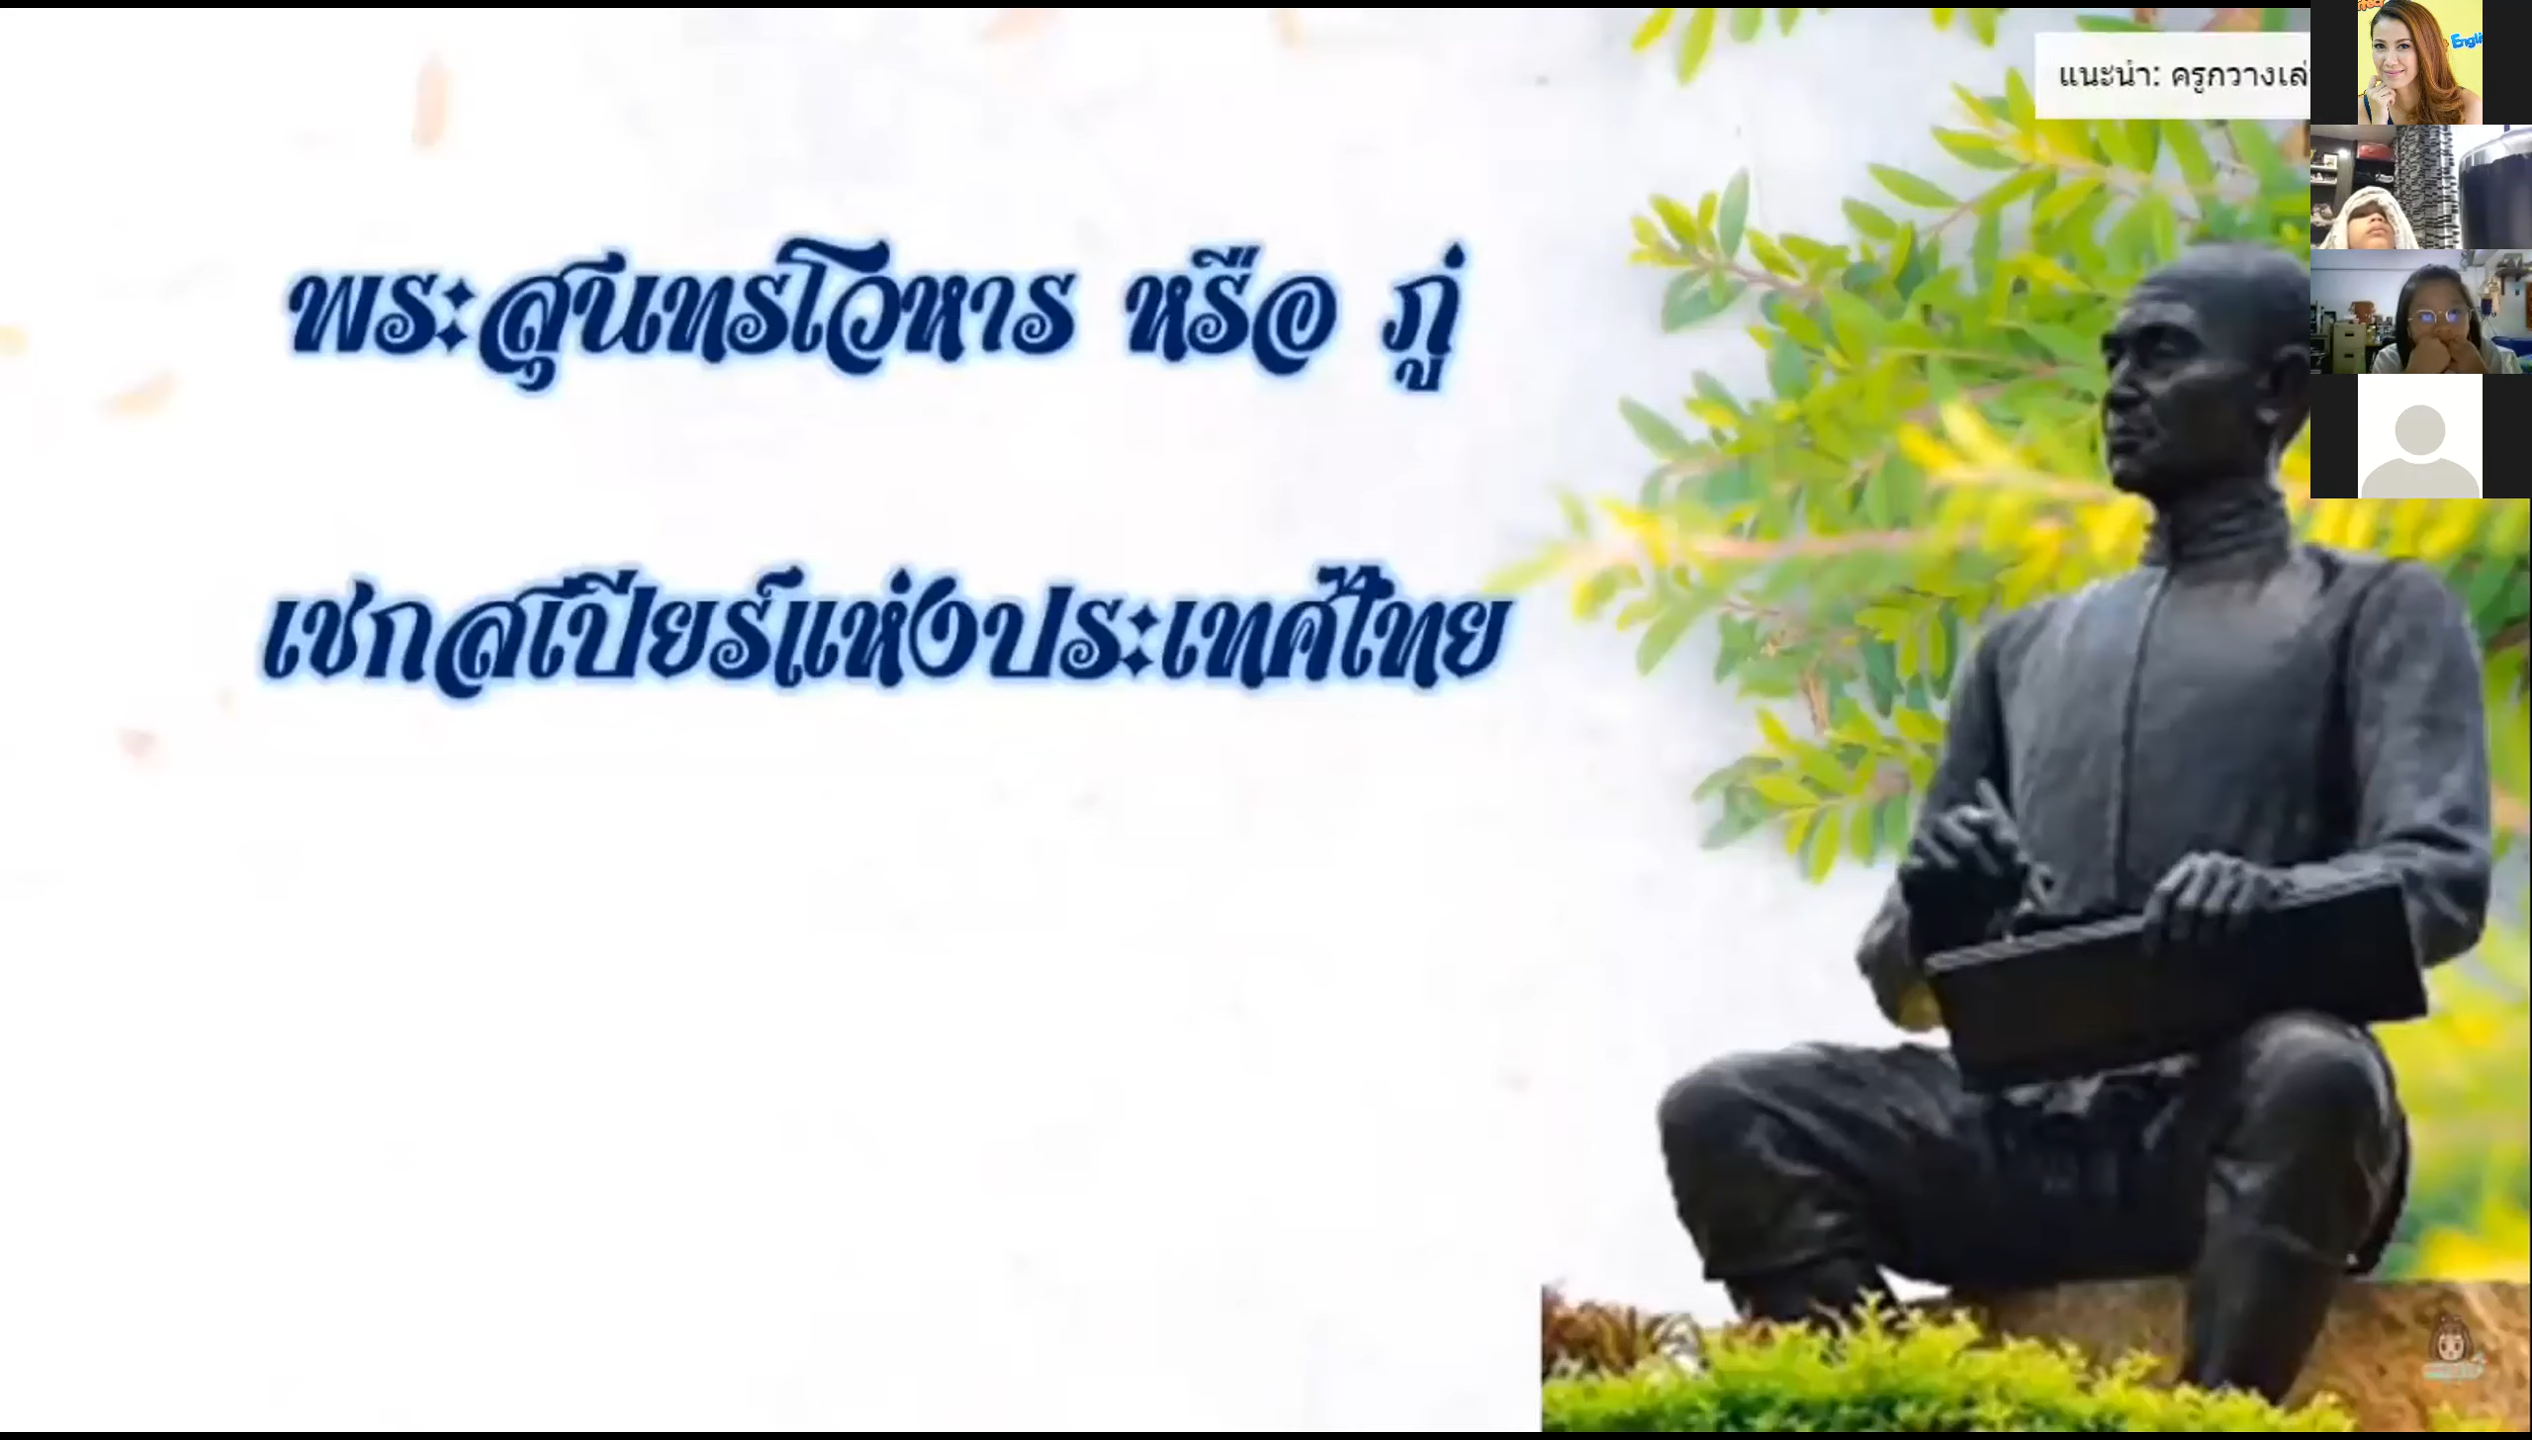 แนะนำ: ครูกวางเล่
พระสุนทรโวหาร หรือ ภู่
เชกสเปียร์แห่งประเทศไทย